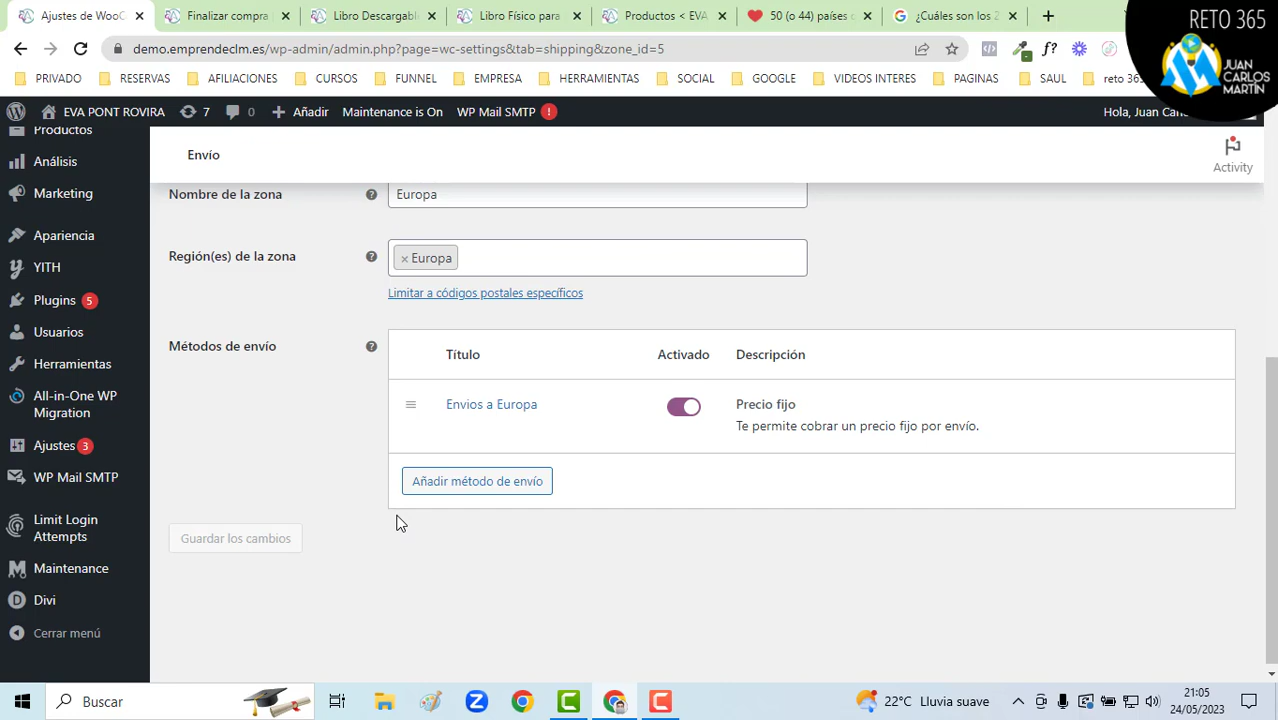 Ajustes de WooC
Finalizar compra
Libro Descargabl
Libro Físico para
Productos < EVA
50 (o 44) países
¿Cuáles son los 2
RETO 365
JUAN
CARLOS
MARTÍN
demo.emprendeclm.es/wp-admin/admin.php?page=wc-settings&tab=shipping&zone_id=5
f?
PRIVADO
RESERVAS
AFILIACIONES
CURSOS
FUNNEL
EMPRESA
HERRAMIENTAS
SOCIAL
GOOGLE
VIDEOS INTERES
PAGINAS
SAUL
reto 365
EVA PONT ROVIRA
7
0
Añadir
Maintenance is On
WP Mail SMTP
!
Hola, Juan Carlos
Productos
Análisis
Marketing
Apariencia
YITH
Plugins 5
Usuarios
Herramientas
All-in-One WP
Migration
Ajustes 3
WP Mail SMTP
Limit Login
Attempts
Maintenance
Divi
Cerrar menú
Envío
Activity
Nombre de la zona
Europa
Región(es) de la zona
× Europa
Limitar a códigos postales específicos
Métodos de envío
Título
Activado
Descripción
Envios a Europa
Precio fijo
Te permite cobrar un precio fijo por envío.
Añadir método de envío
Guardar los cambios
Buscar
22°C Lluvia suave
21:05
24/05/2023